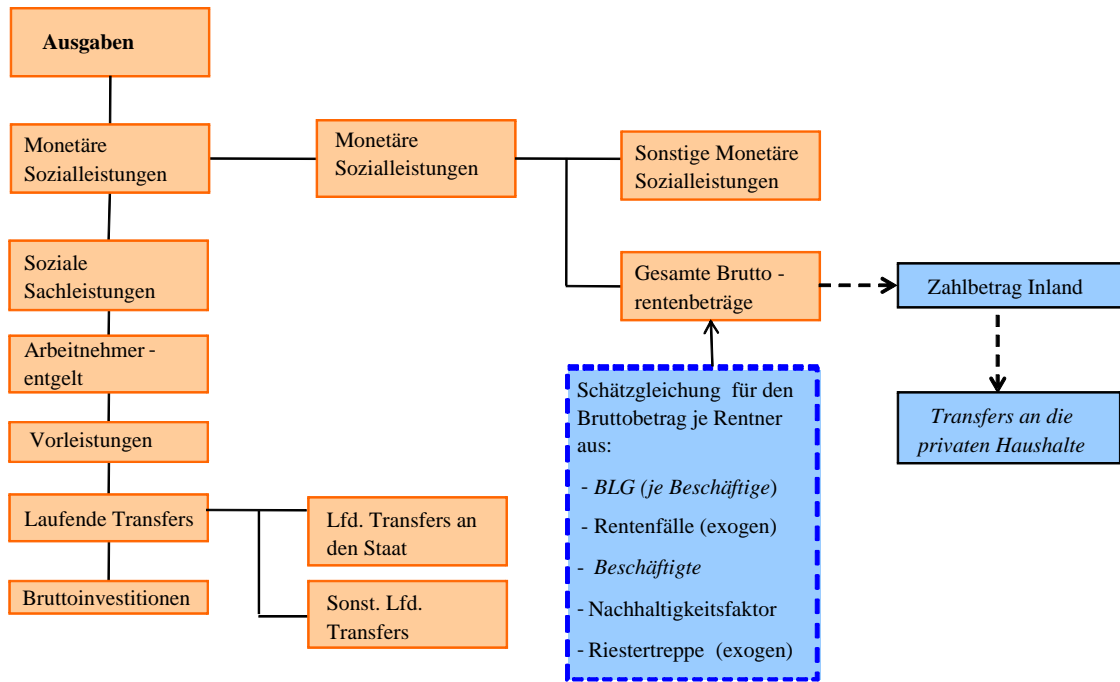 Ausgaben
Monetäre
Sozialleistungen
Monetäre
Sozialleistungen
Sonstige Monetäre
Sozialleistungen
Soziale
Sachleistungen
Gesamte Brutto -
rentenbeträge
Zahlbetrag Inland
Arbeitnehmer -
entgelt
Schätzgleichung für den
Bruttobetrag je Rentner
aus:
- BLG (je Beschäftige)
- Rentenfälle (exogen)
- Beschäftigte
- Nachhaltigkeitsfaktor
- Riestertreppe (exogen)
Transfers an die
privaten Haushalte
Vorleistungen
Laufende Transfers
Lfd. Transfers an
den Staat
Bruttoinvestitionen
Sonst. Lfd.
Transfers